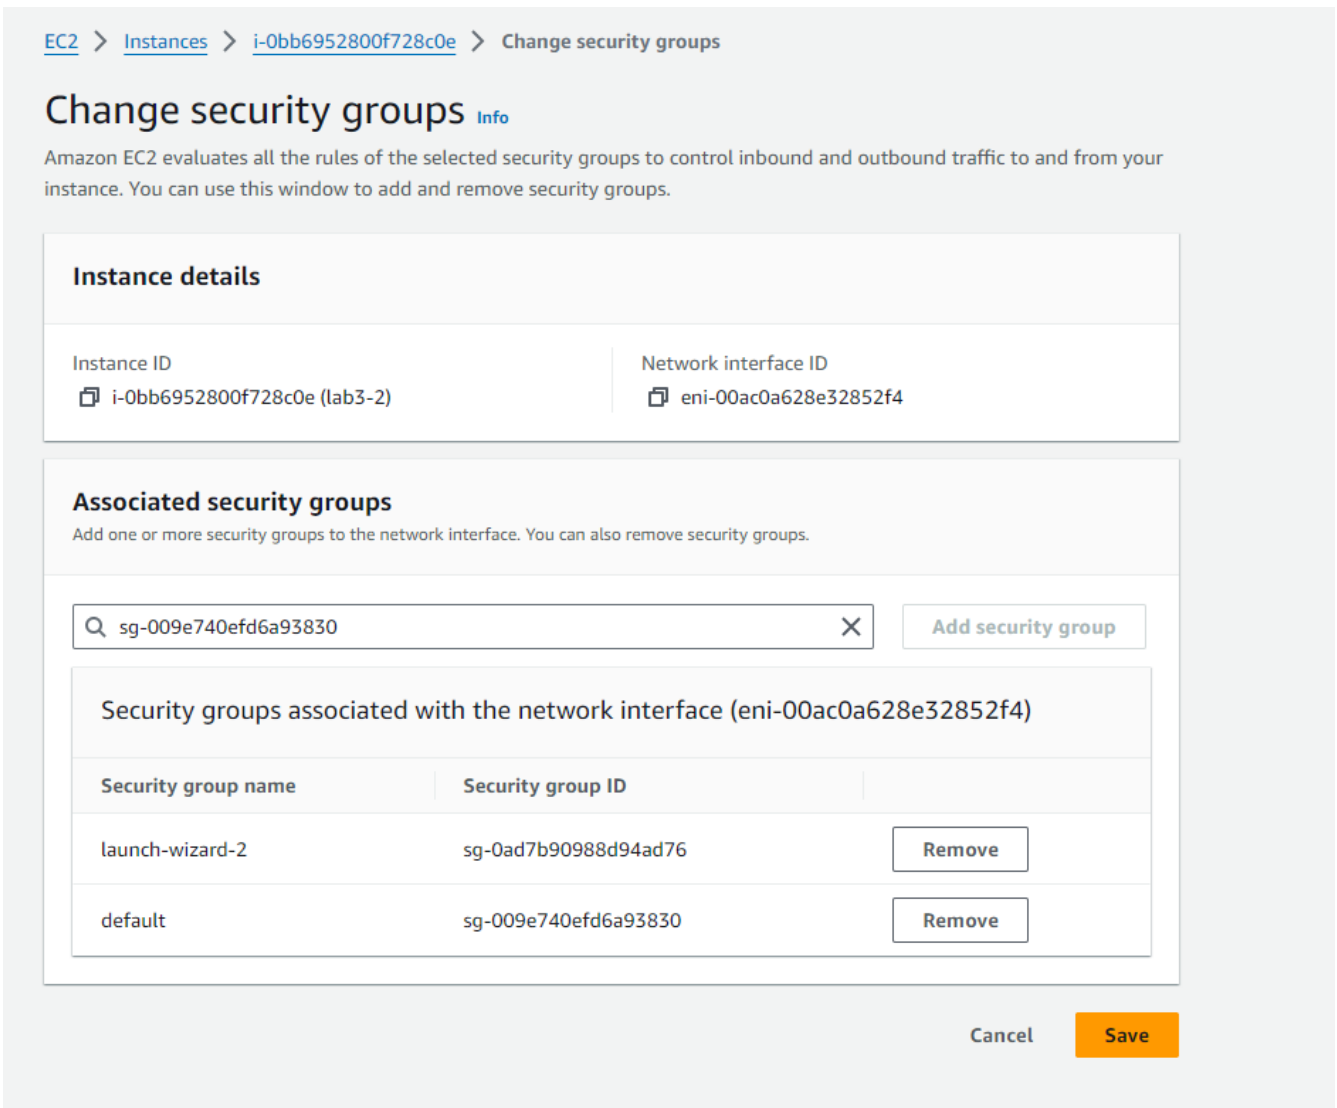 EC2 > Instances > i-0bb6952800f728c0e > Change security groups
Change security groups Info
Amazon EC2 evaluates all the rules of the selected security groups to control inbound and outbound traffic to and from your
instance. You can use this window to add and remove security groups.
Instance details
Instance ID Network interface ID
i-0bb6952800f728c0e (lab3-2) eni-00ac0a628e32852f4
Associated security groups
Add one or more security groups to the network interface. You can also remove security groups.
sg-009e740efd6a93830 Add security group
Security groups associated with the network interface (eni-00ac0a628e32852f4)
Security group name Security group ID
launch-wizard-2 sg-0ad7b90988d94ad76 Remove
default sg-009e740efd6a93830 Remove
Cancel Save